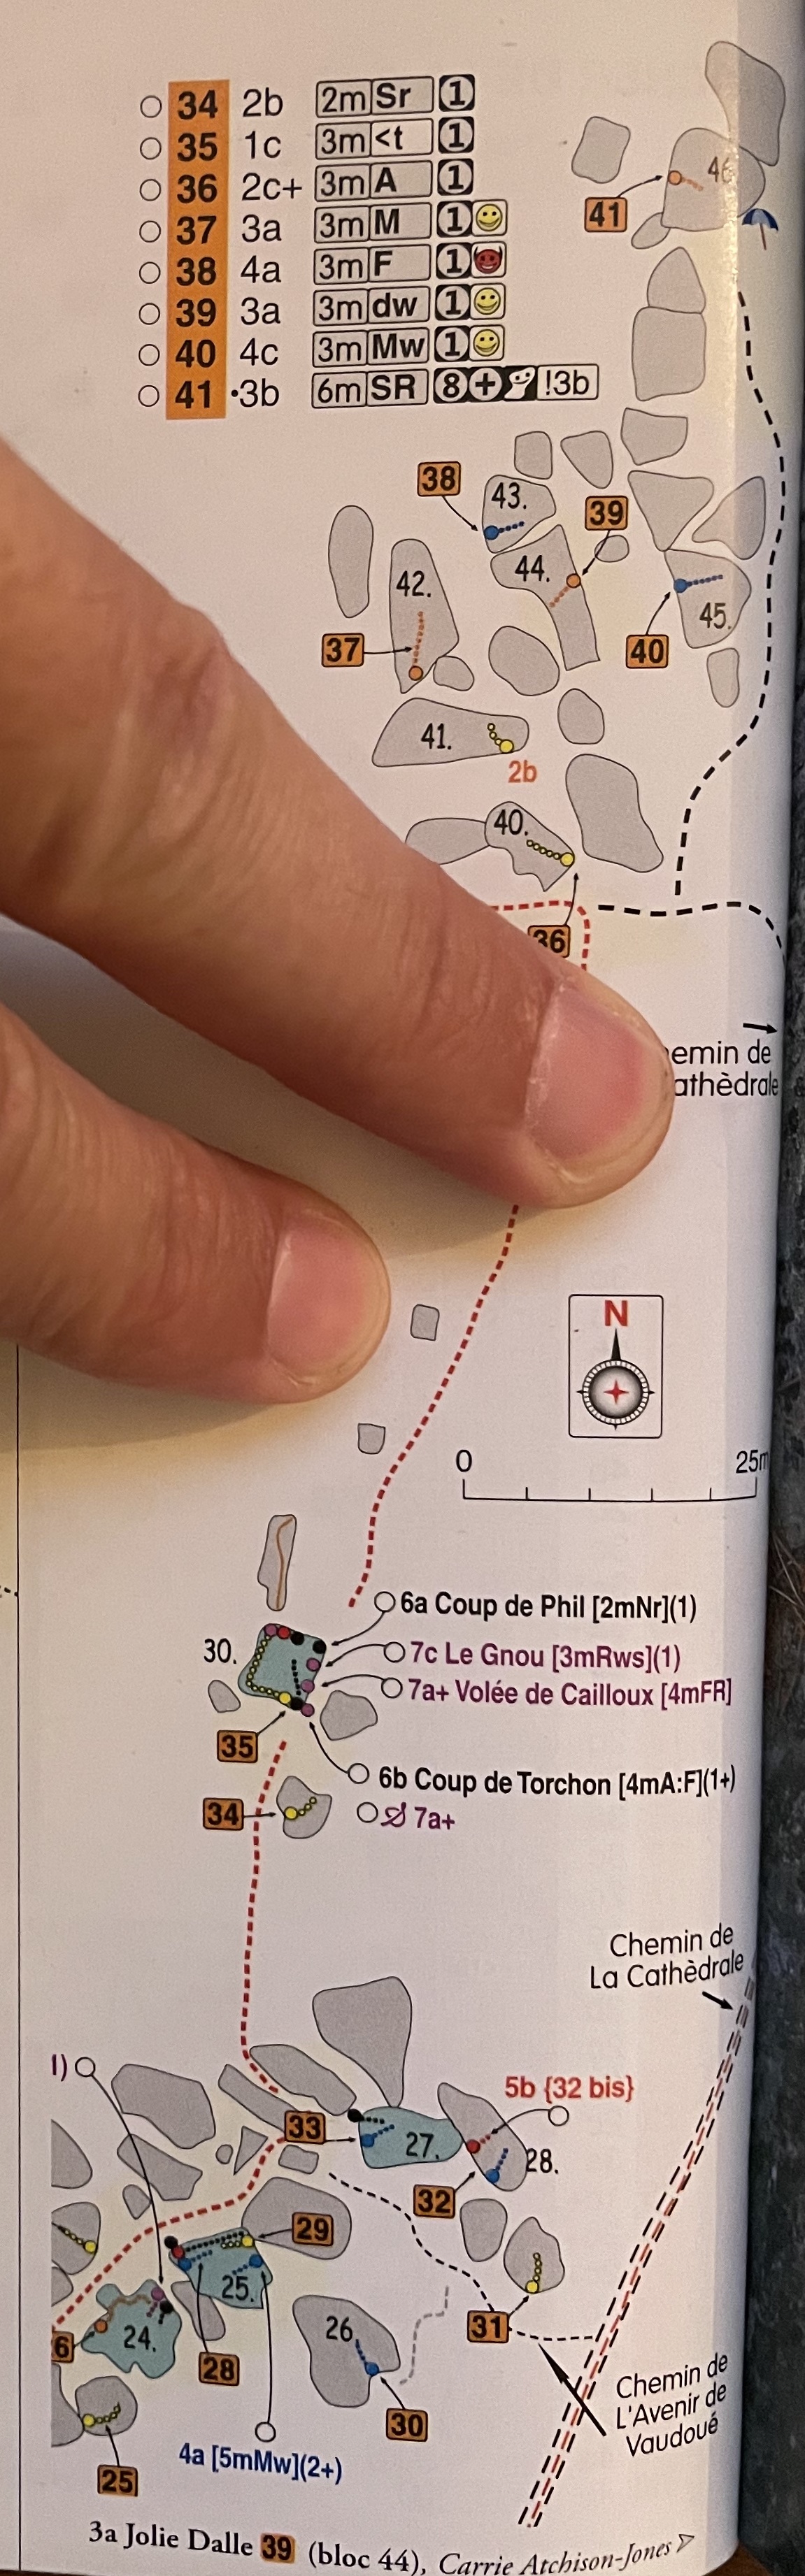 34 2b 2m Sr 1
35 1c 3m <t 1
36 2c+ 3m A 1
37 3a 3m M 1
38 4a 3m F 1
39 3a 3m dw 1
40 4c 3m Mw 1
41 ·3b 6m SR 8 + !3b
46
41
38
43.
39
44.
42.
45.
37
40
41.
2b
40.
36
emin de
athèdrale
N
0 25m
6a Coup de Phil [2mNr](1)
30.
7c Le Gnou [3mRws](1)
7a+ Volée de Cailloux [4mFR]
35
6b Coup de Torchon [4mA:F](1+)
34
7a+
Chemin de
La Cathèdrale
1)
5b {32 bis}
33
27.
28.
32
29
25.
31
26
6
24.
28
30
Chemin de
L'Avenir de
Vaudoué
4a [5mMw](2+)
25
3a Jolie Dalle 39 (bloc 44), Carrie Atchison-Jones